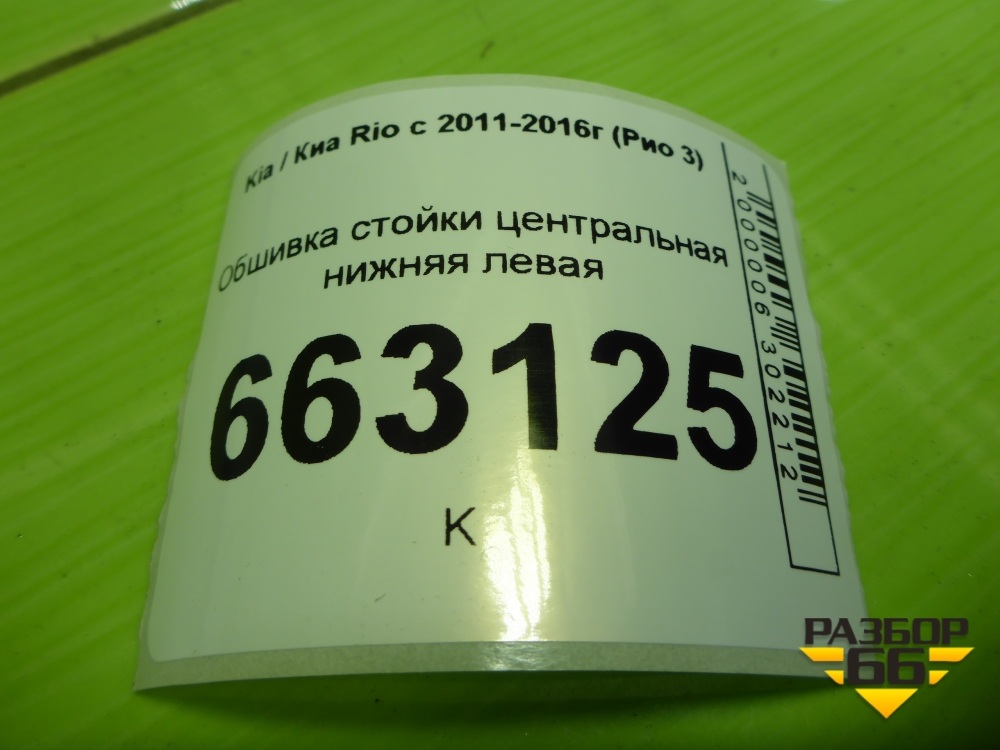 Kia / Киа Rio с 2011-2016г (Рио 3)
Обшивка стойки центральная
нижняя левая
663125
К
2000006302212
РАЗБОР
66